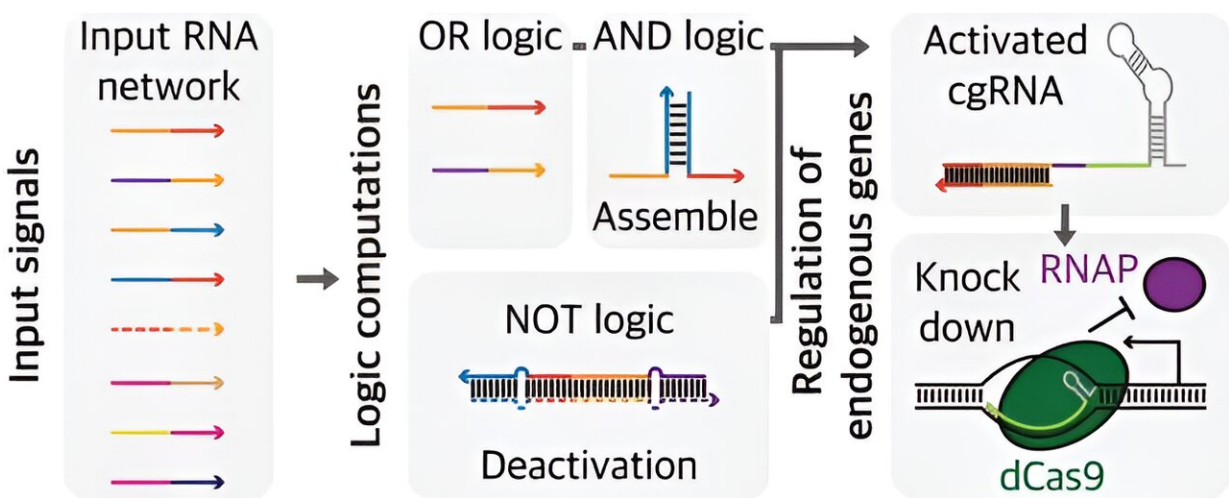 Input signals
Input RNA
network
Logic computations
OR logic
AND logic
Assemble
NOT logic
Deactivation
Regulation of
endogenous genes
Activated
cgRNA
Knock
down
RNAP
dCas9